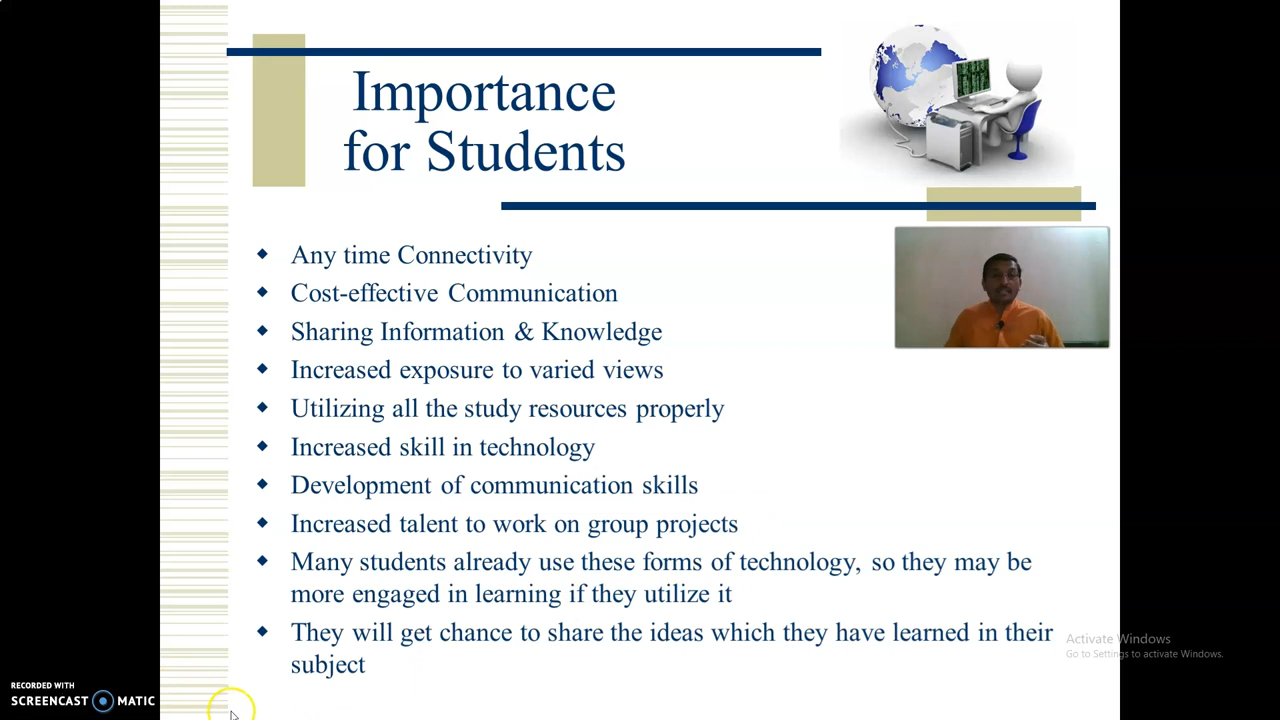 Importance
for Students
Any time Connectivity
Cost-effective Communication
Sharing Information & Knowledge
Increased exposure to varied views
Utilizing all the study resources properly
Increased skill in technology
Development of communication skills
Increased talent to work on group projects
Many students already use these forms of technology, so they may be
more engaged in learning if they utilize it
They will get chance to share the ideas which they have learned in their
subject
Activate Windows
Go to Settings to activate Windows.
RECORDED WITH
SCREENCAST MATIC